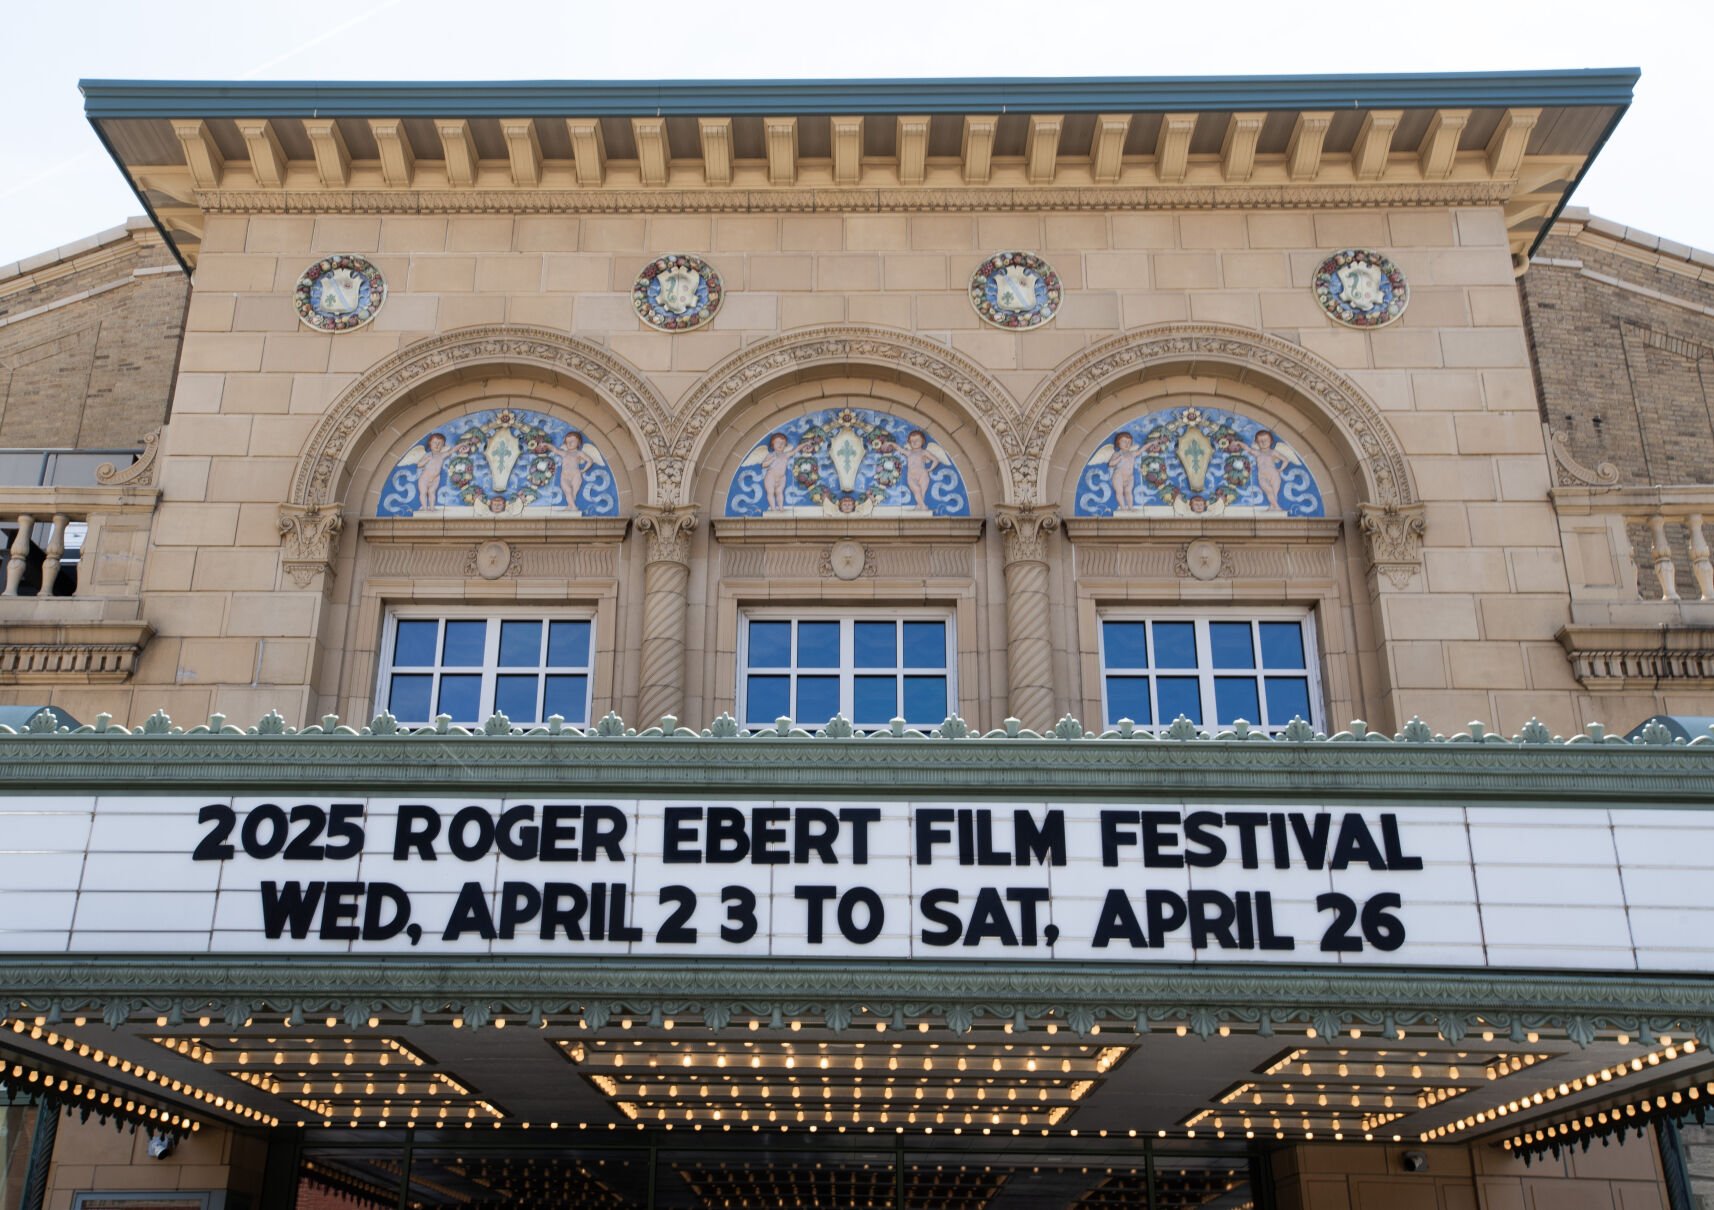 2025 ROGER EBERT FILM FESTIVAL
WED, APRIL 23 TO SAT, APRIL 26